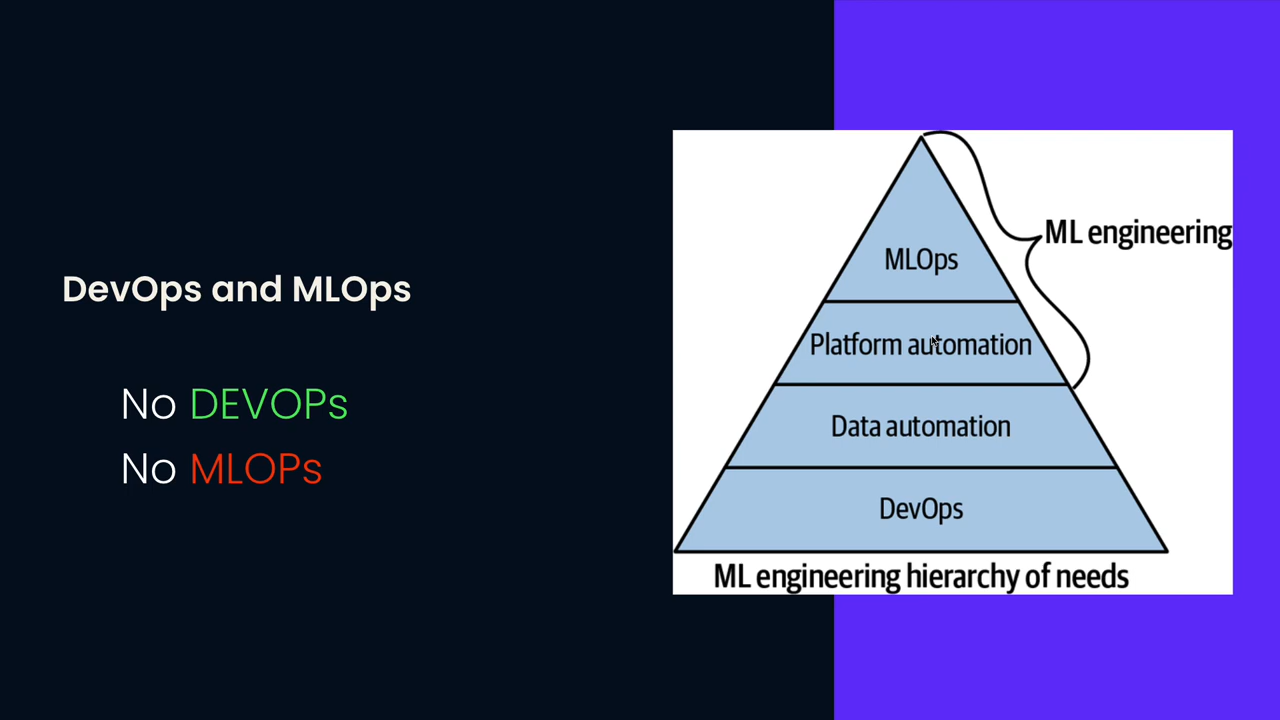 DevOps and MLOps
No DEVOPs
No MLOPs
ML engineering
MLOps
Platform automation
Data automation
DevOps
ML engineering hierarchy of needs